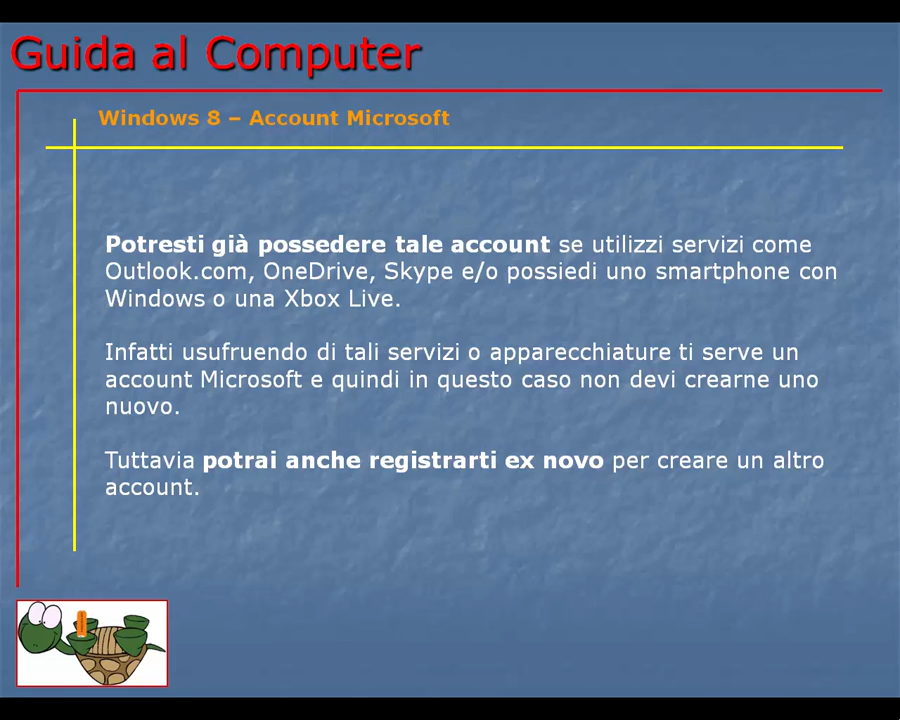 Guida al Computer
Windows 8 – Account Microsoft
Potresti già possedere tale account se utilizzi servizi come
Outlook.com, OneDrive, Skype e/o possiedi uno smartphone con
Windows o una Xbox Live.
Infatti usufruendo di tali servizi o apparecchiature ti serve un
account Microsoft e quindi in questo caso non devi crearne uno
nuovo.
Tuttavia potrai anche registrarti ex novo per creare un altro
account.